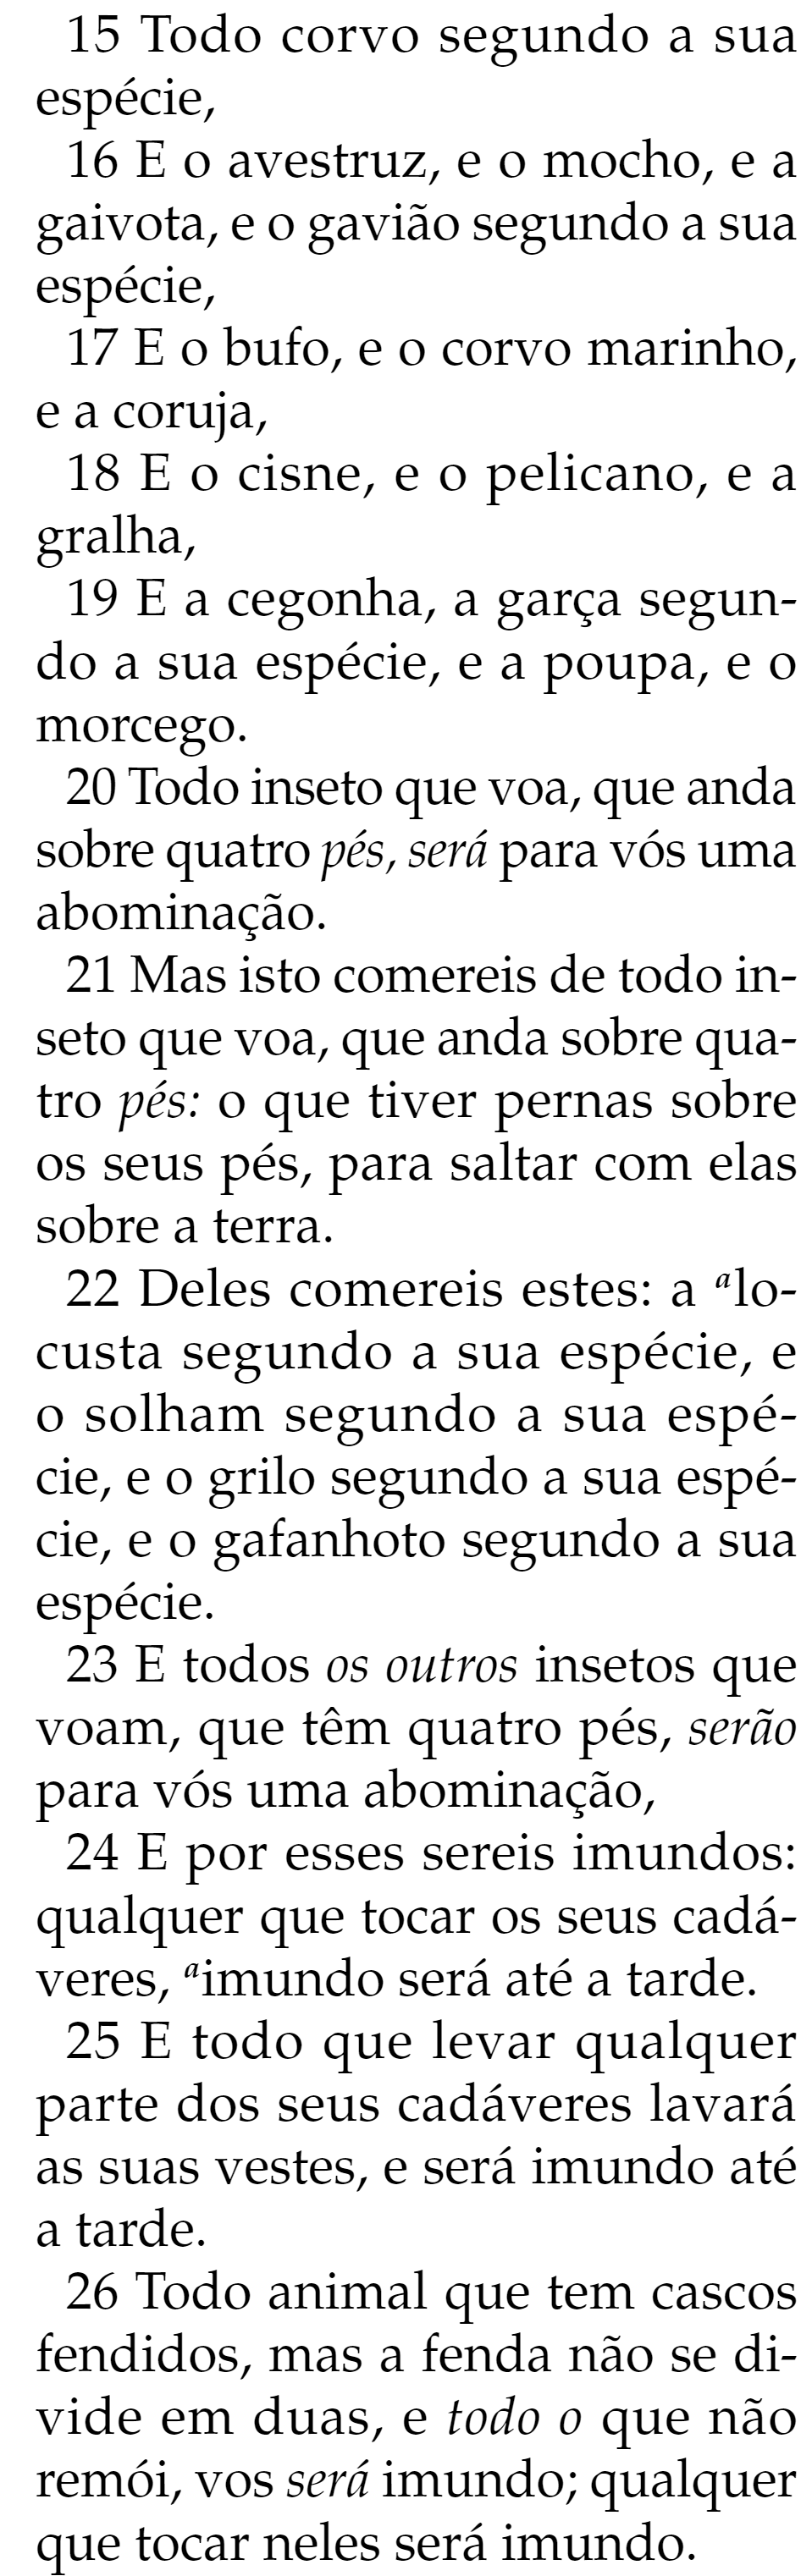 15 Todo corvo segundo a sua
espécie,
16 E o avestruz, e o mocho, e a
gaivota, e o gavião segundo a sua
espécie,
17 E o bufo, e o corvo marinho,
e a coruja,
18 E o cisne, e o pelicano, e a
gralha,
19 E a cegonha, a garça segun-
do a sua espécie, e a poupa, e o
morcego.
20 Todo inseto que voa, que anda
sobre quatro pés, será para vós uma
abominação.
21 Mas isto comereis de todo in-
seto que voa, que anda sobre qua-
tro pés: o que tiver pernas sobre
os seus pés, para saltar com elas
sobre a terra.
22 Deles comereis estes: a alo-
custa segundo a sua espécie, e
o solham segundo a sua espé-
cie, e o grilo segundo a sua espé-
cie, e o gafanhoto segundo a sua
espécie.
23 E todos os outros insetos que
voam, que têm quatro pés, serão
para vós uma abominação,
24 E por esses sereis imundos:
qualquer que tocar os seus cadá-
veres, aimundo será até a tarde.
25 E todo que levar qualquer
parte dos seus cadáveres lavará
as suas vestes, e será imundo até
a tarde.
26 Todo animal que tem cascos
fendidos, mas a fenda não se di-
vide em duas, e todo o que não
remói, vos será imundo; qualquer
que tocar neles será imundo.